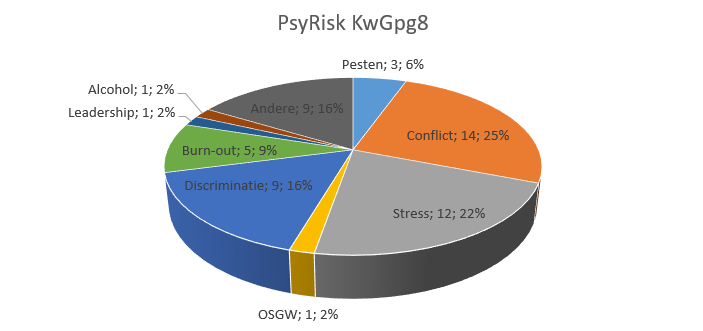 PsyRisk KwGpg8
Pesten; 3; 6%
Conflict; 14; 25%
Stress; 12; 22%
OSGW; 1; 2%
Discriminatie; 9; 16%
Burn-out; 5; 9%
Leadership; 1; 2%
Alcohol; 1; 2%
Andere; 9; 16%